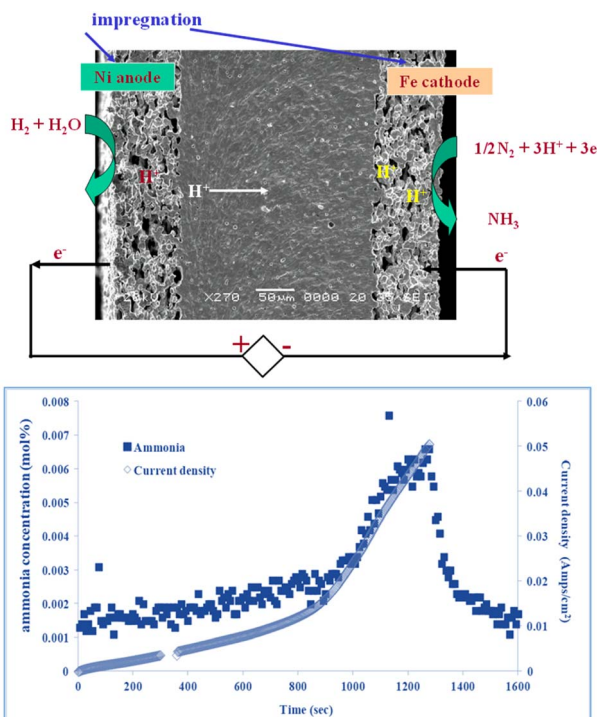 impregnation
Ni anode
Fe cathode
H₂ + H₂O
1/2 N₂ + 3H⁺ + 3e
H⁺
H⁺
H⁺
H⁺
NH₃
e⁻
e⁻
X270 50μm 0000 20
+
-
0.008
0.007
0.006
0.005
0.004
0.003
0.002
0.001
0
ammonia concentration (mol%)
Ammonia
Current density
0.06
0.05
0.04
0.03
0.02
0.01
0
Current density (Amps/cm²)
0 200 400 600 800 1000 1200 1400 1600
Time (sec)